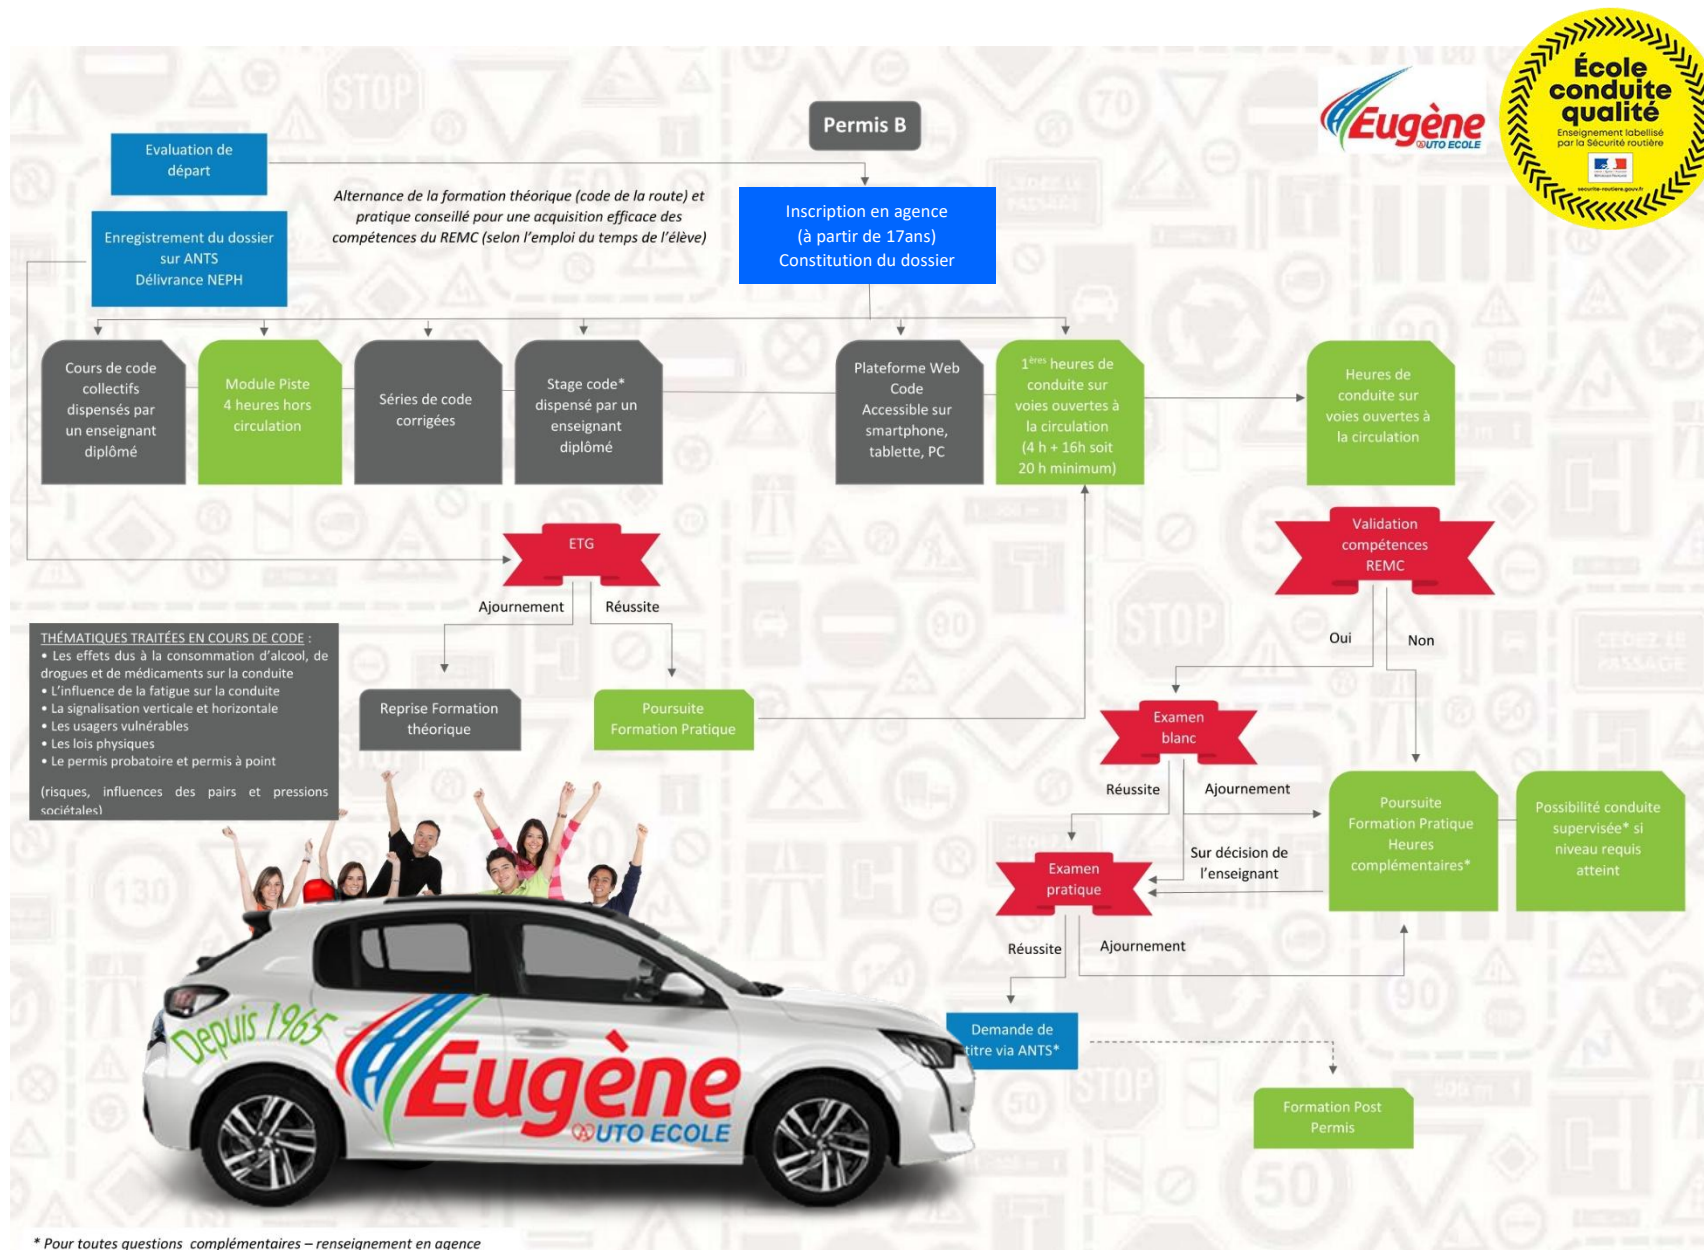 École
conduite
qualité
Enseignement labellisé
par la Sécurité routière
securite-routiere.gouv.fr
Eugène
AUTO ECOLE
Permis B
Evaluation de
départ
Alternance de la formation théorique (code de la route) et
pratique conseillé pour une acquisition efficace des
compétences du REMC (selon l'emploi du temps de l'élève)
Inscription en agence
(à partir de 17ans)
Constitution du dossier
Enregistrement du dossier
sur ANTS
Délivrance NEPH
Cours de code
collectifs
dispensés par
un enseignant
diplômé
Module Piste
4 heures hors
circulation
Séries de code
corrigées
Stage code*
dispensé par un
enseignant
diplômé
Plateforme Web
Code
Accessible sur
smartphone,
tablette, PC
1ères heures de
conduite sur
voies ouvertes à
la circulation
(4 h + 16h soit
20 h minimum)
Heures de
conduite sur
voies ouvertes à
la circulation
ETG
Ajournement
Réussite
Validation
compétences
REMC
Oui
Non
THÉMATIQUES TRAITÉES EN COURS DE CODE :
• Les effets dus à la consommation d'alcool, de
drogues et de médicaments sur la conduite
• L'influence de la fatigue sur la conduite
• La signalisation verticale et horizontale
• Les usagers vulnérables
• Les lois physiques
• Le permis probatoire et permis à point
(risques, influences des pairs et pressions
sociétales)
Reprise Formation
théorique
Poursuite
Formation Pratique
Examen
blanc
Réussite
Ajournement
Poursuite
Formation Pratique
Heures
complémentaires*
Possibilité conduite
supervisée* si
niveau requis
atteint
Sur décision de
l'enseignant
Examen
pratique
Réussite
Ajournement
Demande de
titre via ANTS*
Formation Post
Permis
Depuis 1965
Eugène
AUTO ECOLE
* Pour toutes questions complémentaires – renseignement en agence